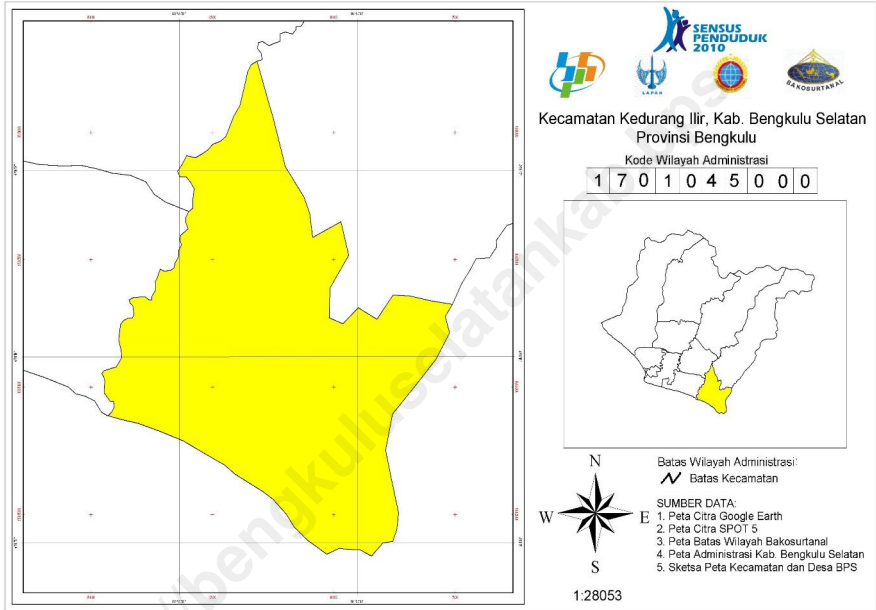 SENSUS
PENDUDUK
2010
LAPAN
BAKOSURTANAL
Kecamatan Kedurang Ilir, Kab. Bengkulu Selatan
Provinsi Bengkulu
Kode Wilayah Administrasi
1 7 0 1 0 4 5 0 0 0
N
W
E
S
Batas Wilayah Administrasi:
Batas Kecamatan
SUMBER DATA:
1. Peta Citra Google Earth
2. Peta Citra SPOT 5
3. Peta Batas Wilayah Bakosurtanal
4. Peta Administrasi Kab. Bengkulu Selatan
5. Sketsa Peta Kecamatan dan Desa BPS
1:28053